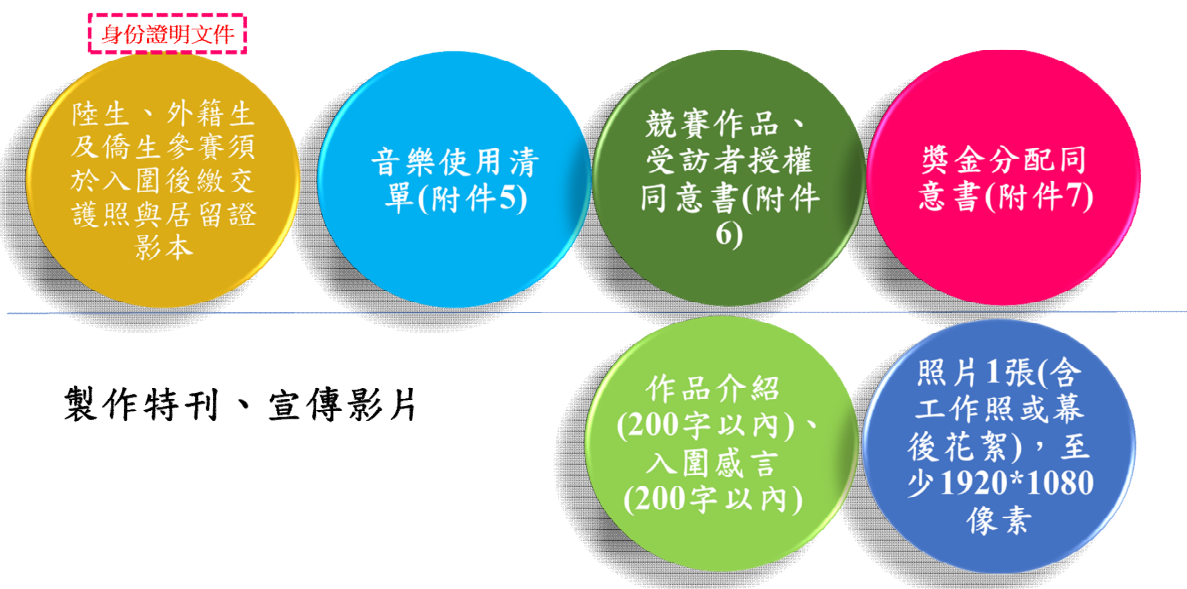 身份證明文件
陸生、外籍生
及僑生參賽須
於入圍後繳交
護照與居留證
影本
音樂使用清
單(附件5)
競賽作品、
受訪者授權
同意書(附件
6)
獎金分配同
意書(附件7)
製作特刊、宣傳影片
作品介紹
(200字以內)、
入圍感言
(200字以內)
照片1張(含
工作照或幕
後花絮)，至
少1920*1080
像素